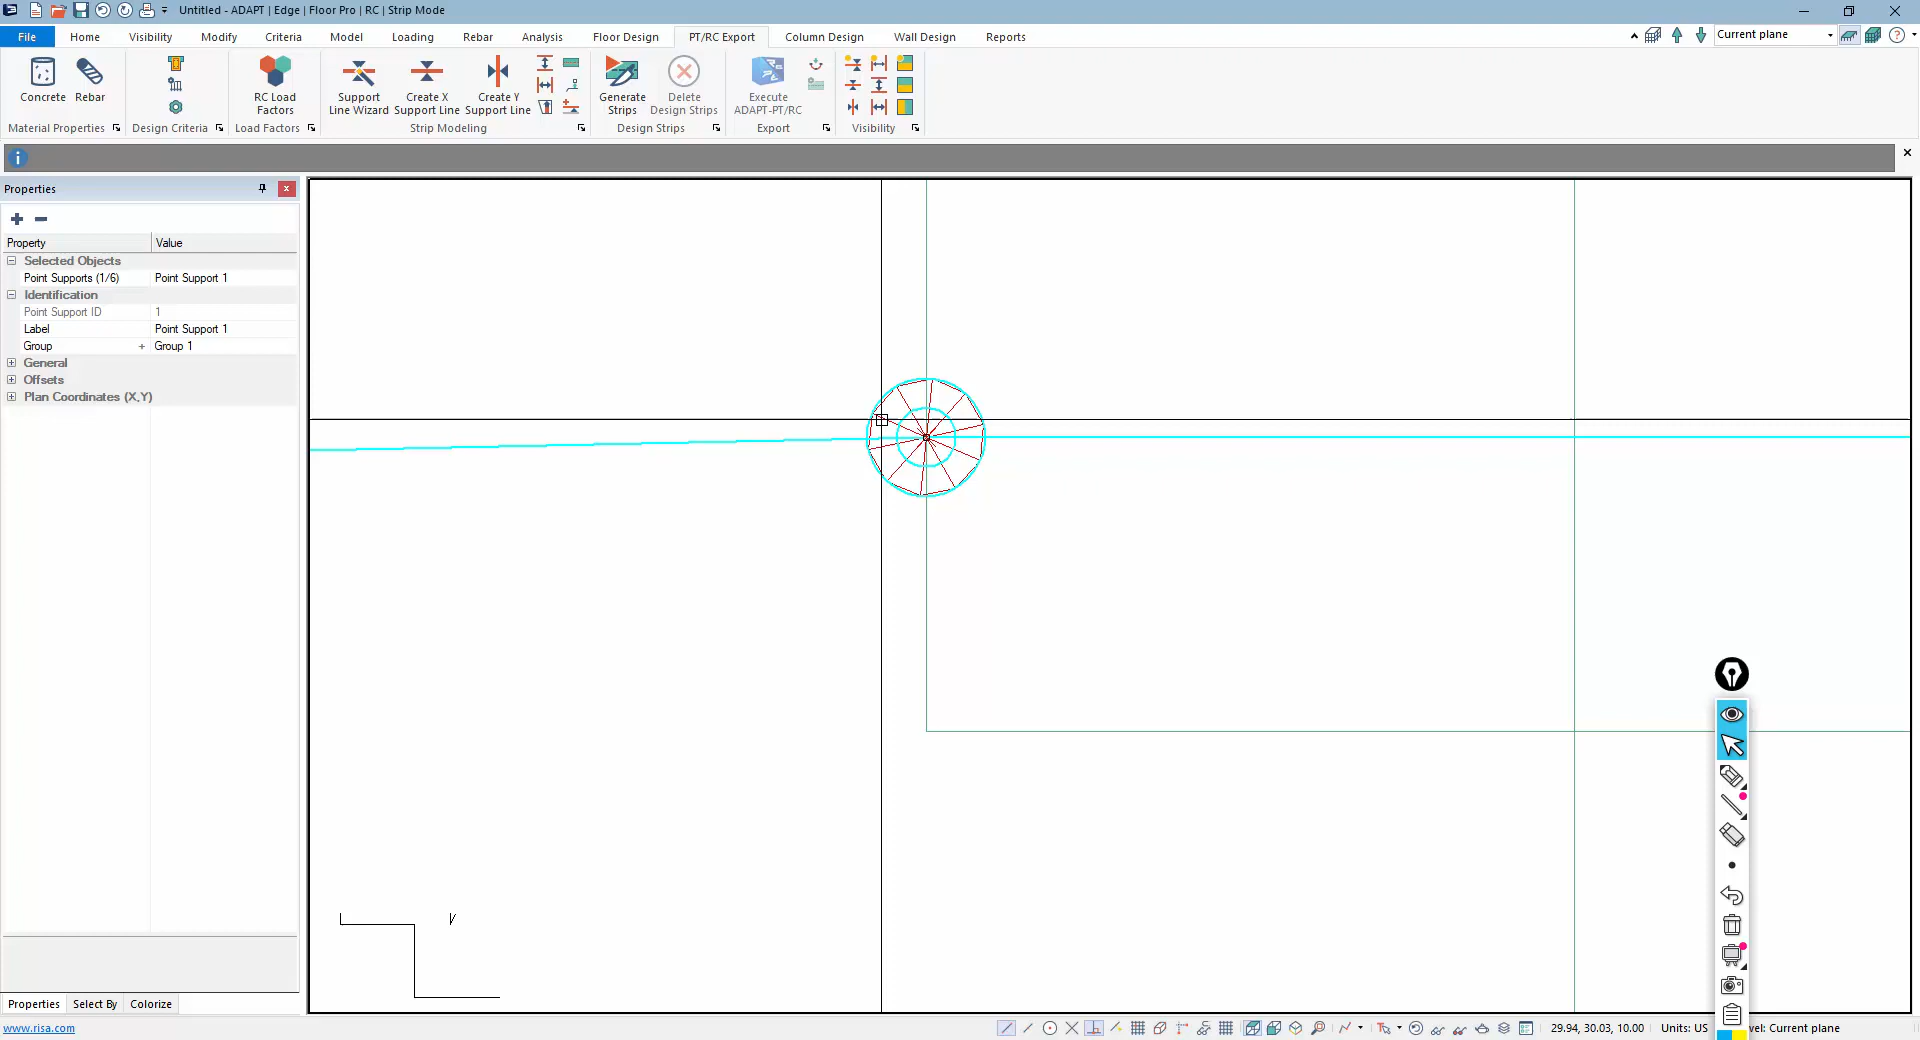 Untitled - ADAPT | Edge | Floor Pro | RC | Strip Mode
File Home Visibility Modify Criteria Model Loading Rebar Analysis Floor Design PT/RC Export Column Design Wall Design Reports
Current plane
Concrete
Rebar
Material Properties
Design Criteria
RC Load
Factors
Load Factors
Support
Line Wizard
Create X
Support Line
Create Y
Support Line
Strip Modeling
Generate
Strips
Delete
Design Strips
Design Strips
Execute
ADAPT-PT/RC
Export
Visibility
Properties
Property Value
Selected Objects
Point Supports (1/6) Point Support 1
Identification
Point Support ID 1
Label Point Support 1
Group + Group 1
General
Offsets
Plan Coordinates (X,Y)
Properties Select By Colorize
www.risa.com
29.94, 30.03, 10.00 Units: US vel: Current plane